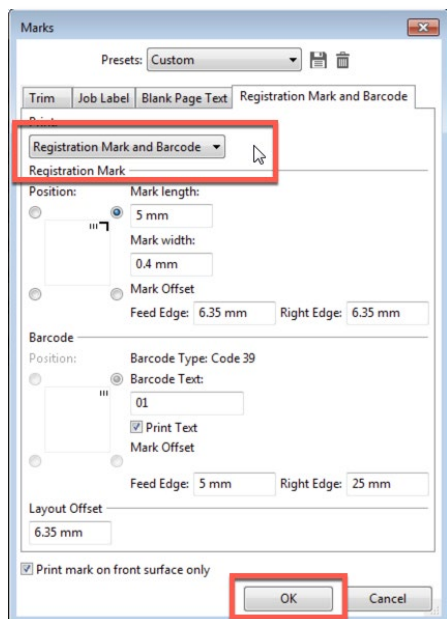 Marks
Presets: Custom
Trim Job Label Blank Page Text Registration Mark and Barcode
Print
Registration Mark and Barcode
Registration Mark
Position: Mark length:
5 mm
Mark width:
0.4 mm
Mark Offset
Feed Edge: 6.35 mm Right Edge: 6.35 mm
Barcode
Position: Barcode Type: Code 39
Barcode Text:
01
Print Text
Mark Offset
Feed Edge: 5 mm Right Edge: 25 mm
Layout Offset
6.35 mm
Print mark on front surface only
OK Cancel